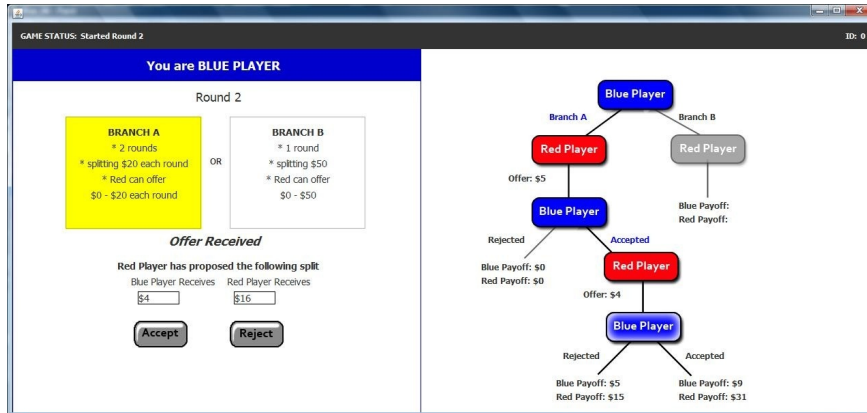 GAME STATUS: Started Round 2
ID: 0
You are BLUE PLAYER
Round 2
BRANCH A
* 2 rounds
* splitting $20 each round
* Red can offer
$0 - $20 each round
OR
BRANCH B
* 1 round
* splitting $50
* Red can offer
$0 - $50
Offer Received
Red Player has proposed the following split
Blue Player Receives Red Player Receives
$4 $16
Accept Reject
Blue Player
Branch A Branch B
Red Player Red Player
Offer: $5
Blue Payoff:
Red Payoff:
Blue Player
Rejected Accepted
Blue Payoff: $0
Red Payoff: $0
Red Player
Offer: $4
Blue Player
Rejected Accepted
Blue Payoff: $5 Blue Payoff: $9
Red Payoff: $15 Red Payoff: $31